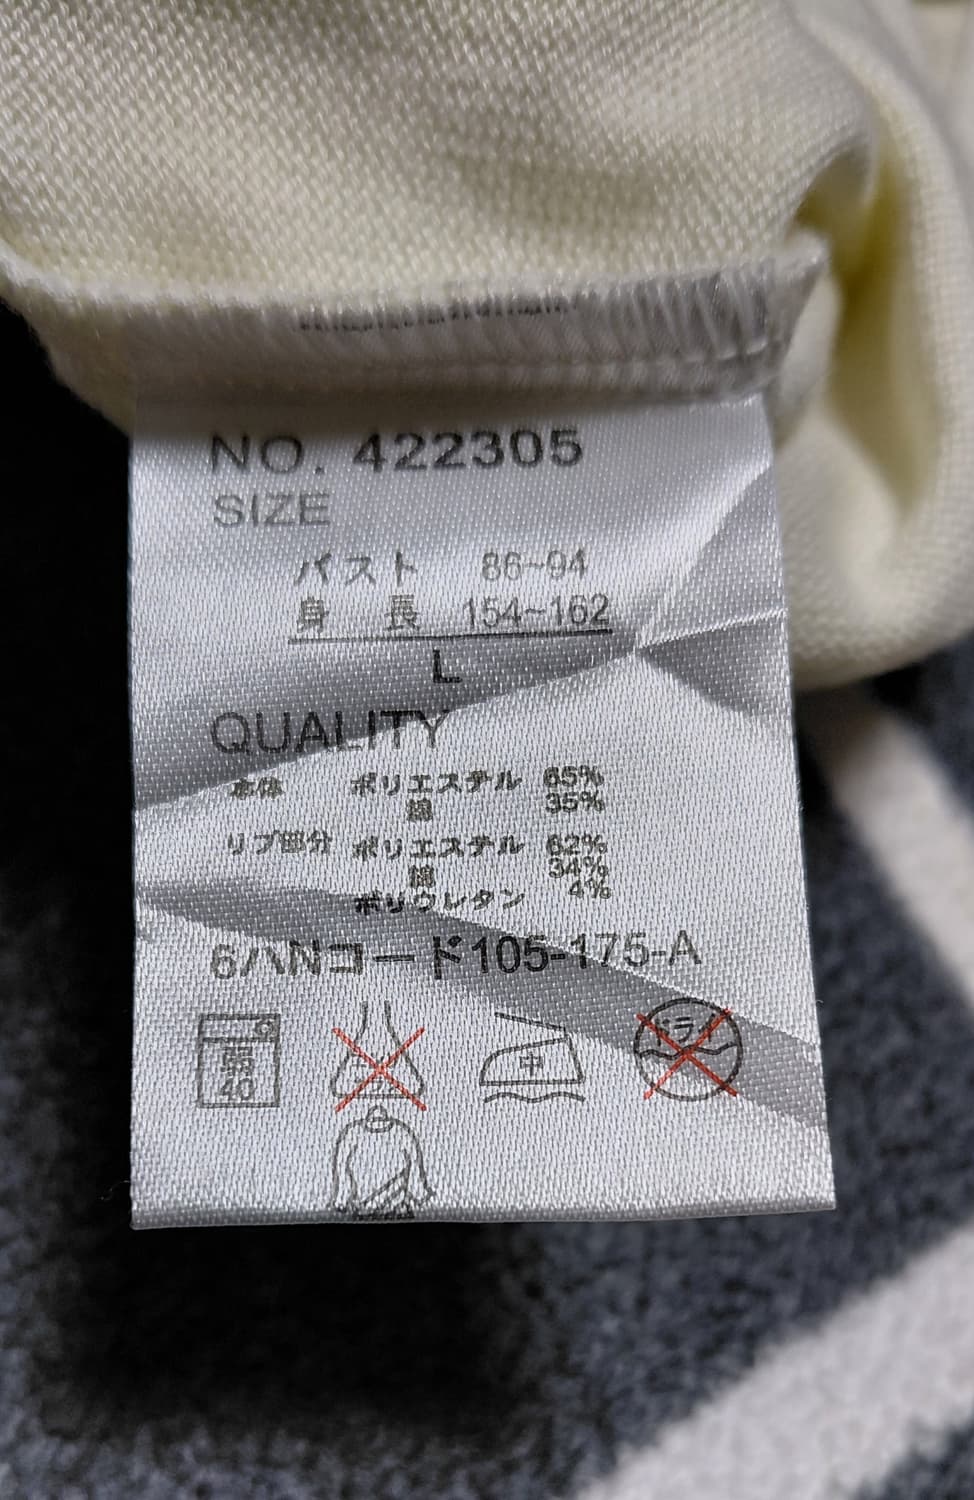 NO. 422305
SIZE
バスト 86~94
身 長 154~162
L
QUALITY
本体 ポリエステル 65%
綿 35%
リブ部分 ポリエステル 62%
綿 34%
ポリウレタン 4%
6ハNコード105-175-A
弱
40
中
ドライ